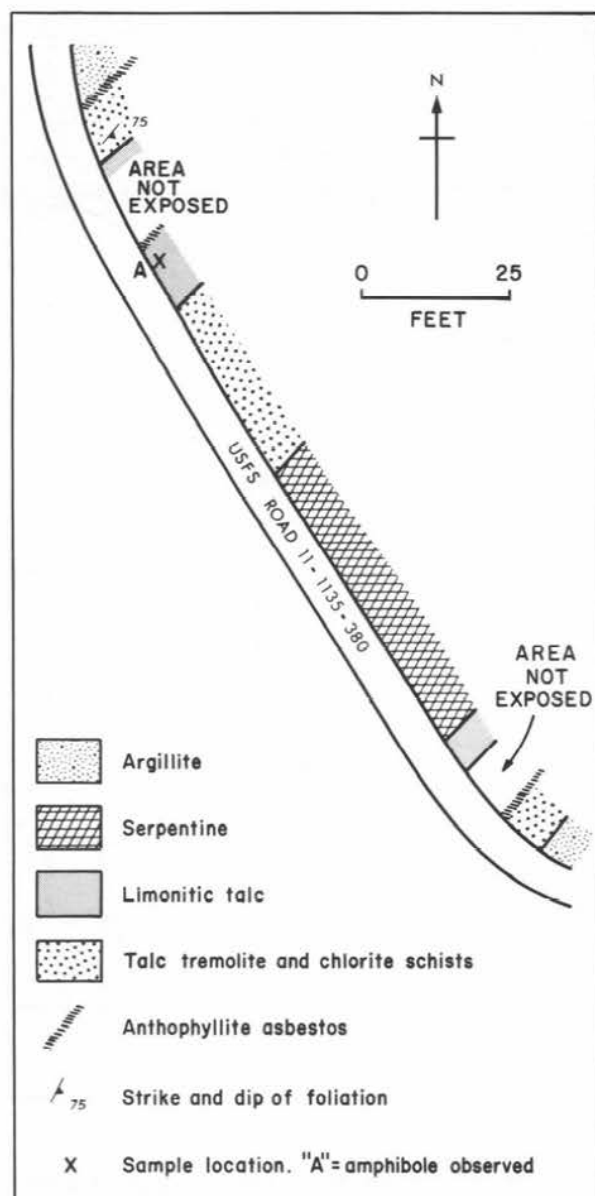 N
75
AREA
NOT
EXPOSED
A X
0 25
FEET
USFS ROAD 11-1135-380
AREA
NOT
EXPOSED
Argillite
Serpentine
Limonitic talc
Talc tremolite and chlorite schists
Anthophyllite asbestos
75 Strike and dip of foliation
X Sample location. "A"= amphibole observed